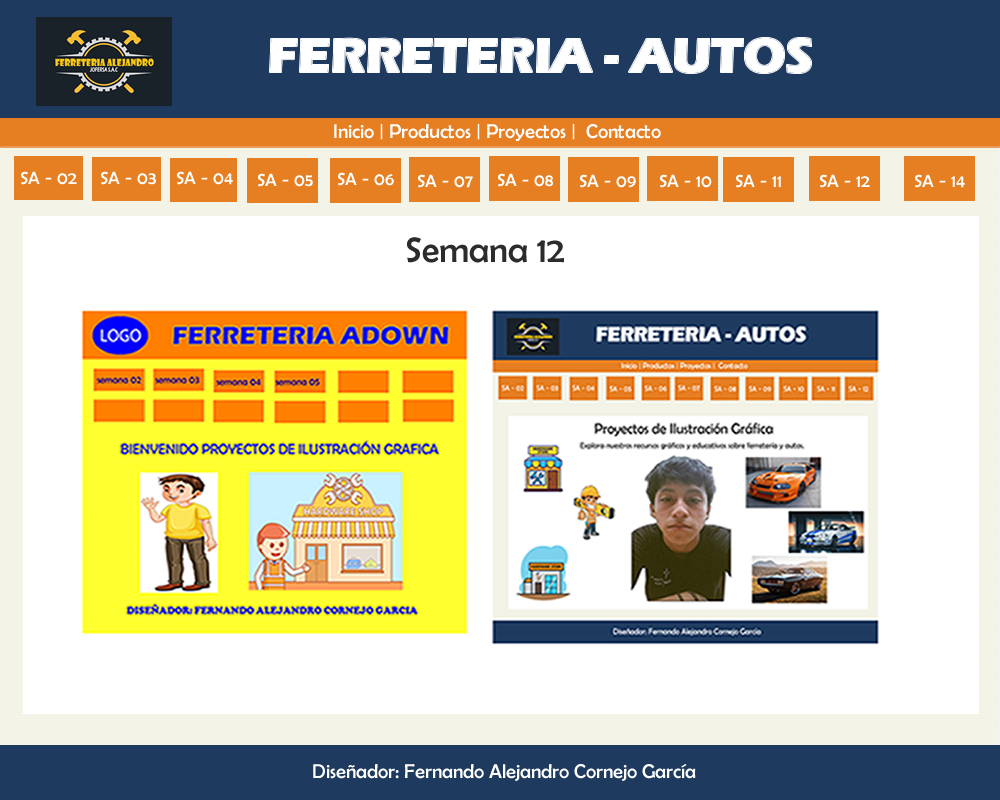 FERRETERIA ALEJANDRO
JOFERSA S.A.C
FERRETERIA - AUTOS
Inicio | Productos | Proyectos | Contacto
SA - 02
SA - 03
SA - 04
SA - 05
SA - 06
SA - 07
SA - 08
SA - 09
SA - 10
SA - 11
SA - 12
SA - 14
Semana 12
LOGO
FERRETERIA ADOWN
semana 02
semana 03
semana 04
semana 05
BIENVENIDO PROYECTOS DE ILUSTRACIÓN GRAFICA
HARDWARE SHOP
DISEÑADOR: FERNANDO ALEJANDRO CORNEJO GARCIA
FERRETERIA - AUTOS
Inicio | Productos | Proyectos | Contacto
SA - 02
SA - 03
SA - 04
SA - 05
SA - 06
SA - 07
SA - 08
SA - 09
SA - 10
SA - 11
SA - 12
Proyectos de Ilustración Gráfica
Explora nuestros recursos gráficos y educativos sobre ferretería y autos.
Diseñador: Fernando Alejandro Cornejo García
Diseñador: Fernando Alejandro Cornejo García